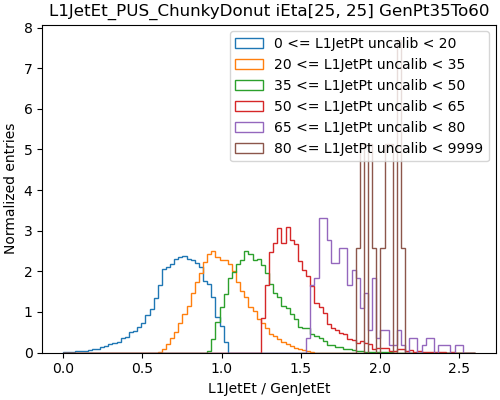 L1JetEt_PUS_ChunkyDonut iEta[25, 25] GenPt35To60
8
7
6
5
4
3
2
1
0
Normalized entries
0 <= L1JetPt uncalib < 20
20 <= L1JetPt uncalib < 35
35 <= L1JetPt uncalib < 50
50 <= L1JetPt uncalib < 65
65 <= L1JetPt uncalib < 80
80 <= L1JetPt uncalib < 9999
0.0 0.5 1.0 1.5 2.0 2.5
L1JetEt / GenJetEt